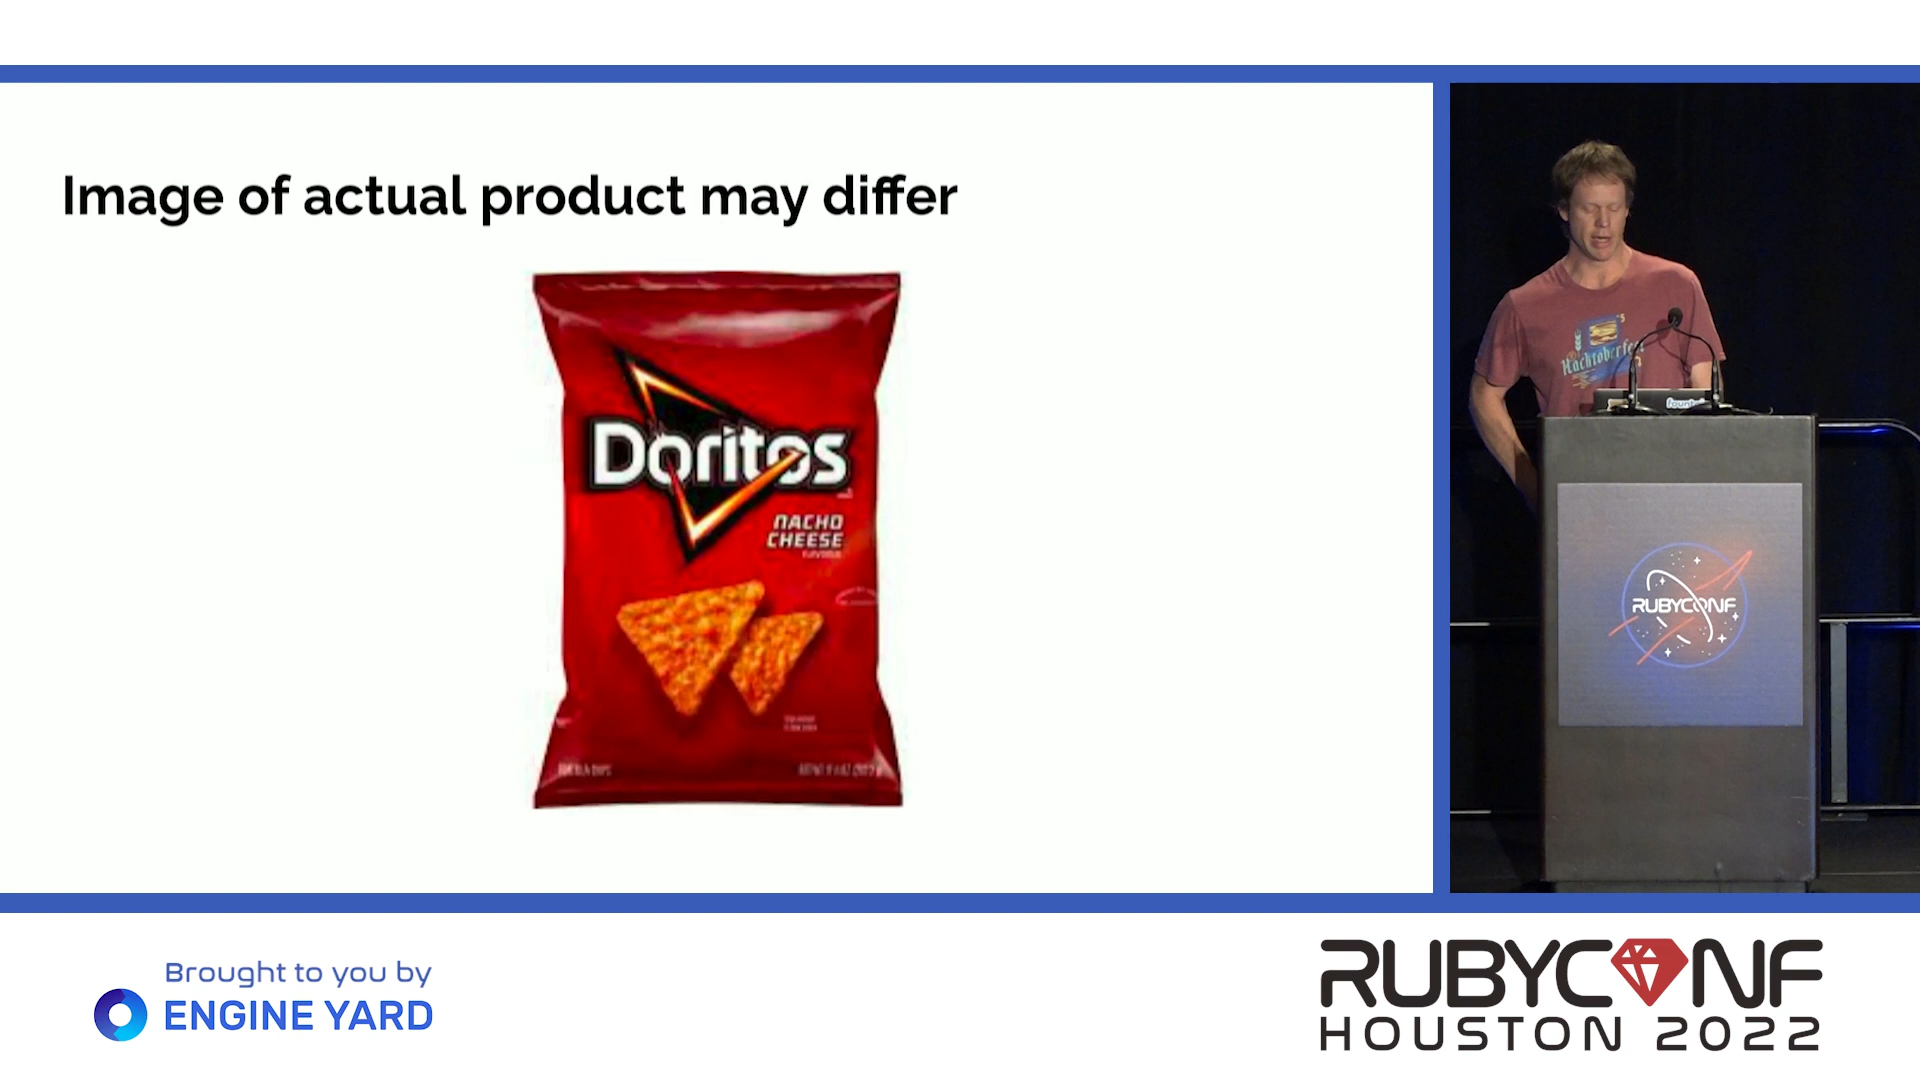 Image of actual product may differ
Doritos
NACHO
CHEESE
Hacktoberfest
RUBYCONF
Brought to you by
ENGINE YARD
RUBYCONF
HOUSTON 2022